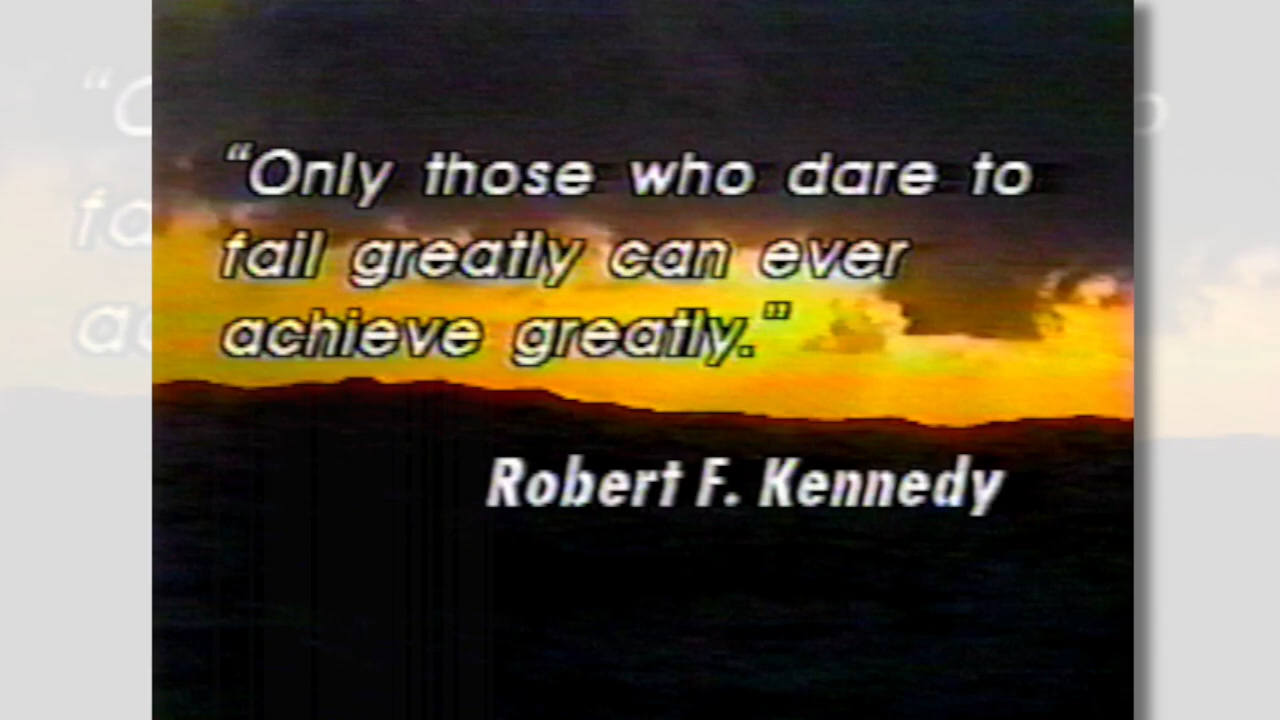 “Only those who dare to
fail greatly can ever
achieve greatly.”
Robert F. Kennedy